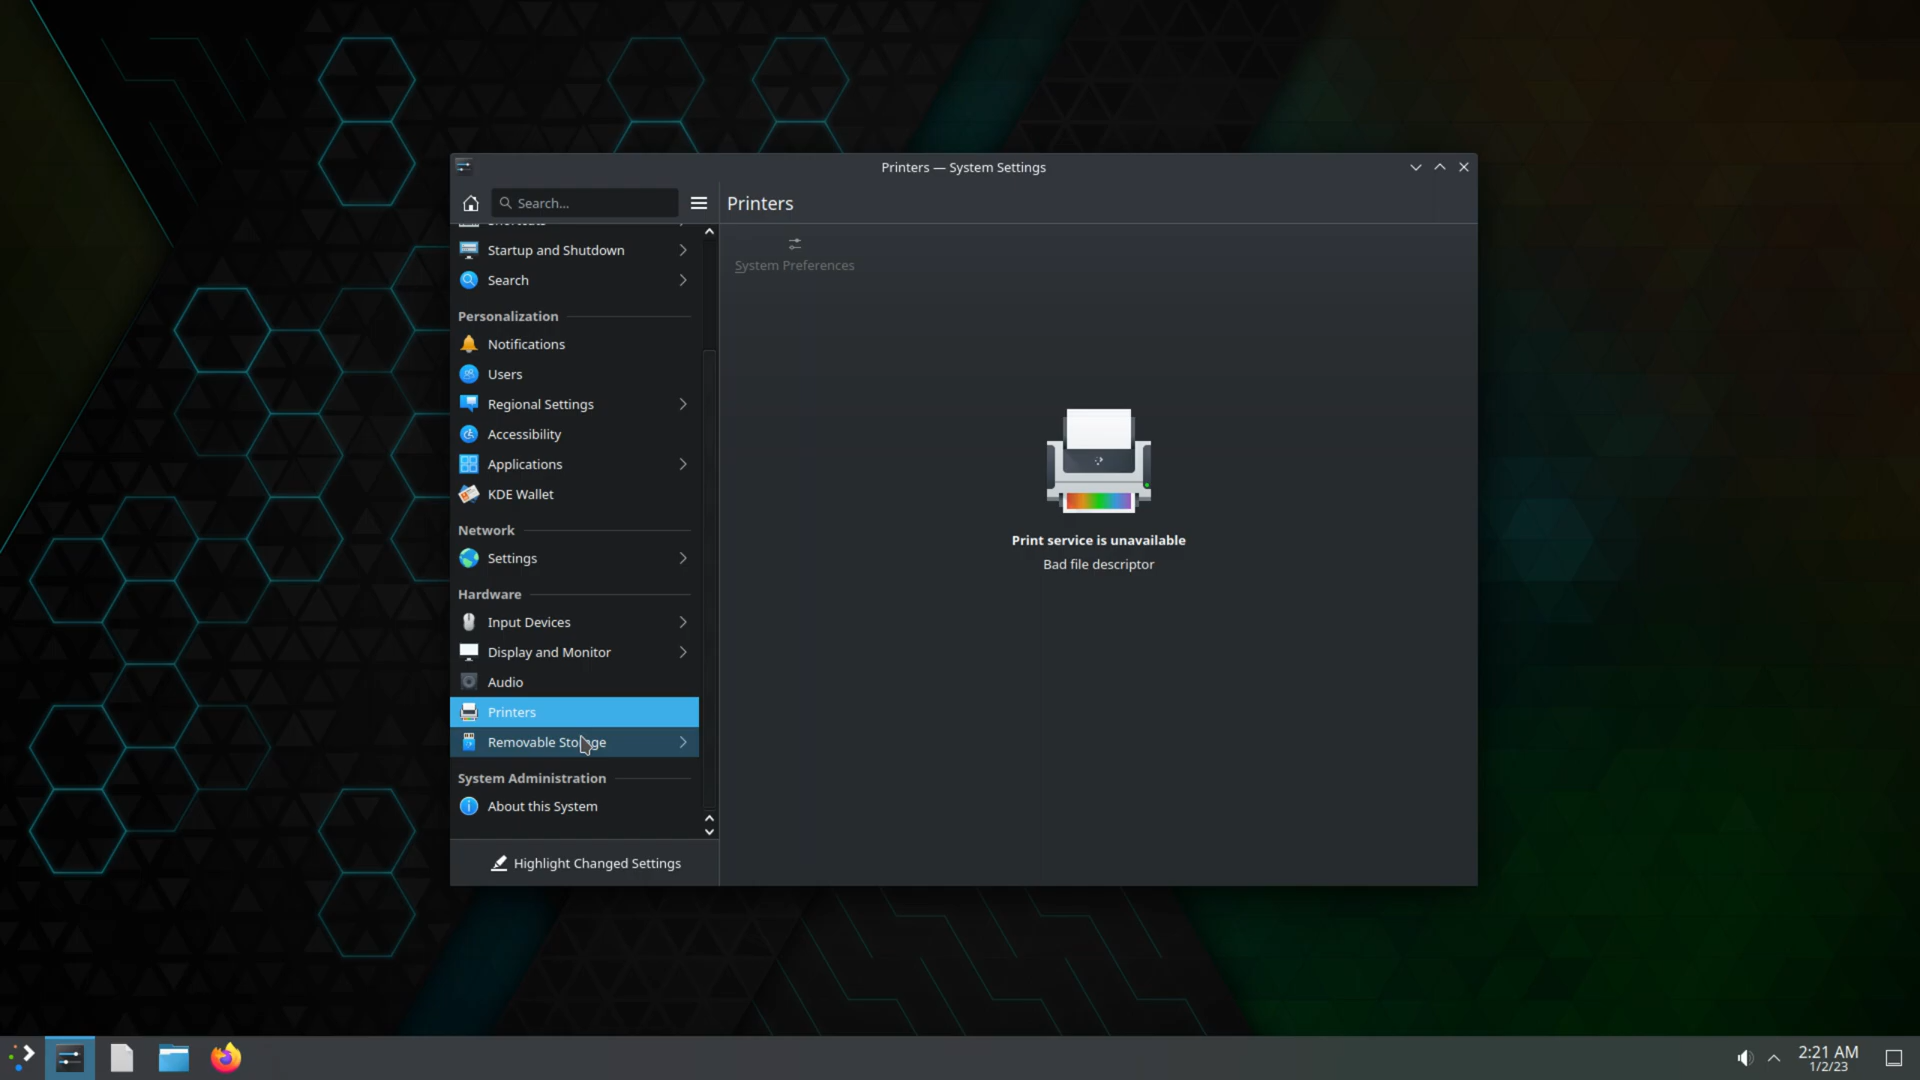 Printers — System Settings
Search...
Printers
Startup and Shutdown
Search
Personalization
Notifications
Users
Regional Settings
Accessibility
Applications
KDE Wallet
Network
Settings
Hardware
Input Devices
Display and Monitor
Audio
Printers
Removable Storage
System Administration
About this System
Highlight Changed Settings
System Preferences
Print service is unavailable
Bad file descriptor
2:21 AM
1/2/23